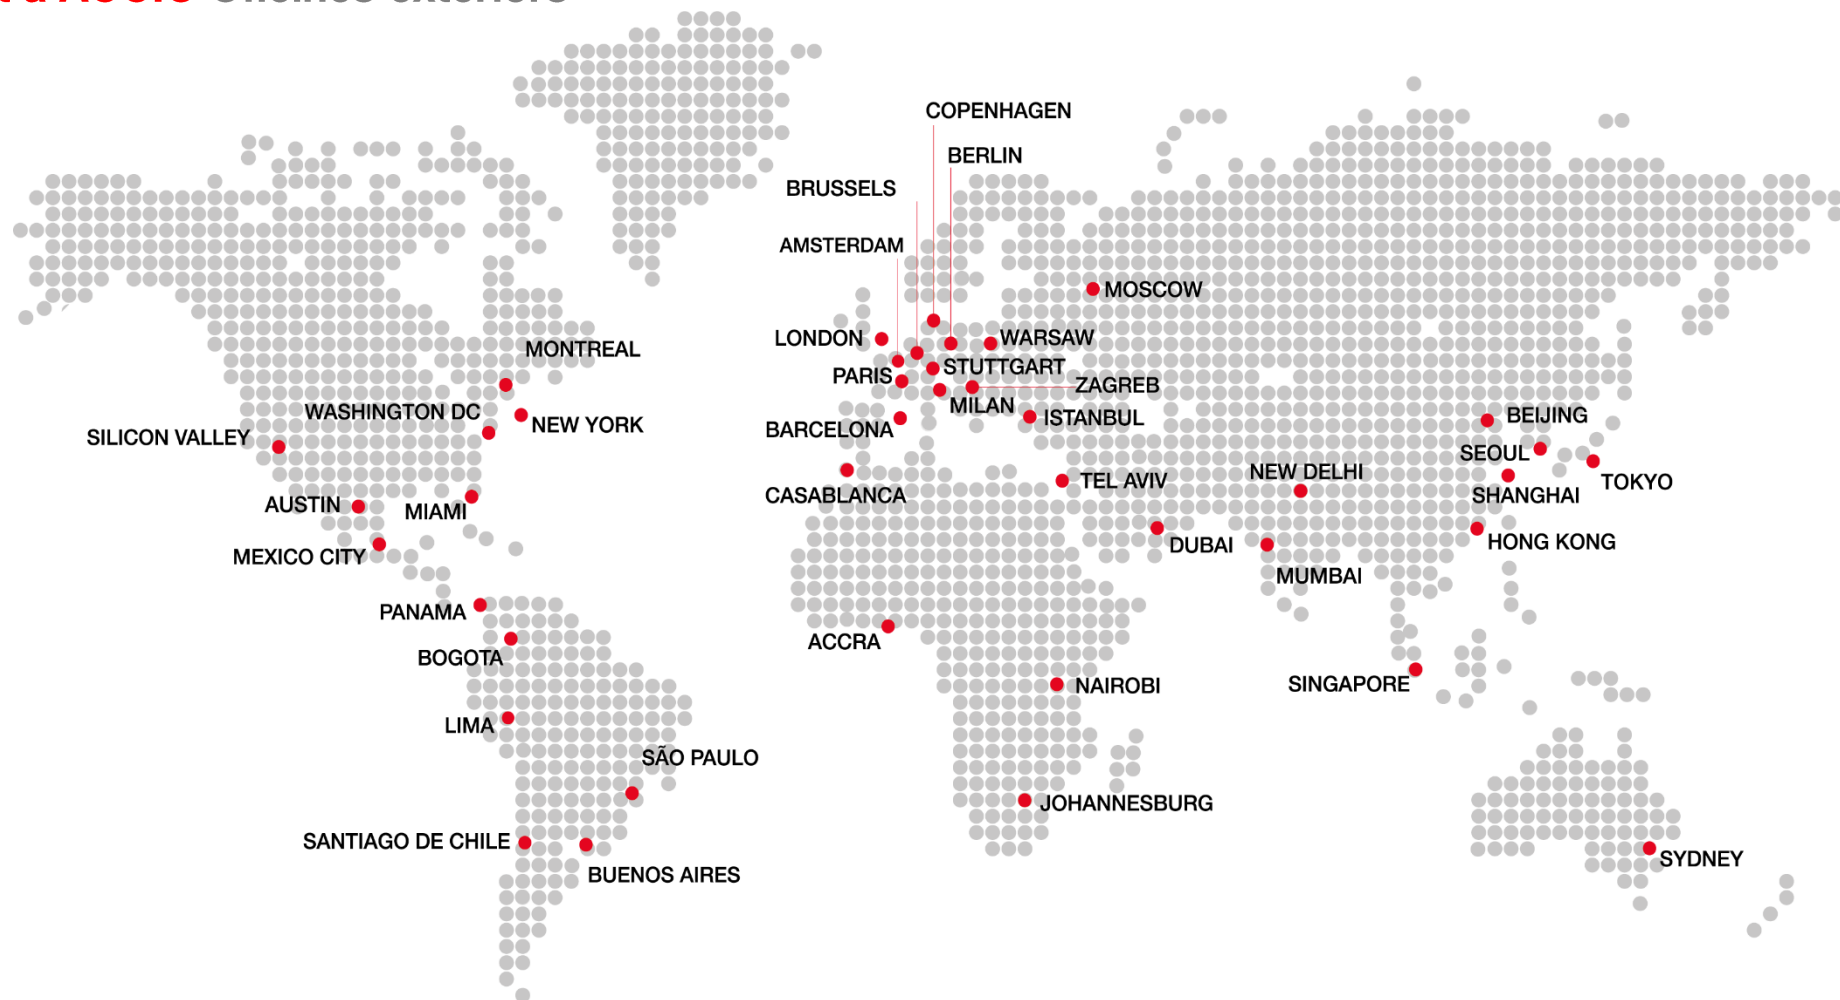 COPENHAGEN
BERLIN
BRUSSELS
AMSTERDAM
MOSCOW
LONDON
WARSAW
MONTREAL
STUTTGART
PARIS
ZAGREB
MILAN
WASHINGTON DC
NEW YORK
ISTANBUL
BEIJING
BARCELONA
SILICON VALLEY
SEOUL
NEW DELHI
TEL AVIV
TOKYO
CASABLANCA
SHANGHAI
AUSTIN
MIAMI
HONG KONG
DUBAI
MEXICO CITY
MUMBAI
PANAMA
ACCRA
BOGOTA
SINGAPORE
NAIROBI
LIMA
SÃO PAULO
JOHANNESBURG
SANTIAGO DE CHILE
SYDNEY
BUENOS AIRES